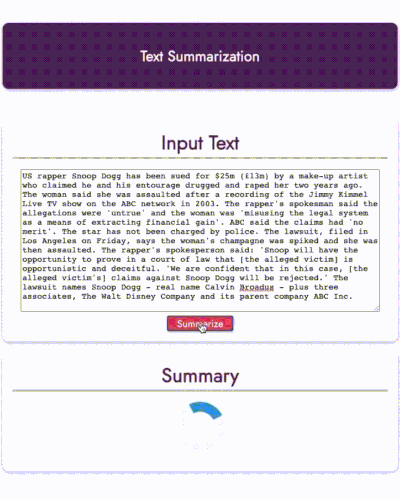 Text Summarization
Input Text
US rapper Snoop Dogg has been sued for $25m (£13m) by a make-up artist
who claimed he and his entourage drugged and raped her two years ago.
The woman said she was assaulted after a recording of the Jimmy Kimmel
Live TV show on the ABC network in 2003. The rapper's spokesman said the
allegations were 'untrue' and the woman was 'misusing the legal system
as a means of extracting financial gain'. ABC said the claims had 'no
merit'. The star has not been charged by police. The lawsuit, filed in
Los Angeles on Friday, says the woman's champagne was spiked and she was
then assaulted. The rapper's spokesperson said: 'Snoop will have the
opportunity to prove in a court of law that [the alleged victim] is
opportunistic and deceitful. 'We are confident that in this case, [the
alleged victim's] claims against Snoop Dogg will be rejected.' The
lawsuit names Snoop Dogg - real name Calvin Broadus - plus three
associates, The Walt Disney Company and its parent company ABC Inc.
Summarize
Summary